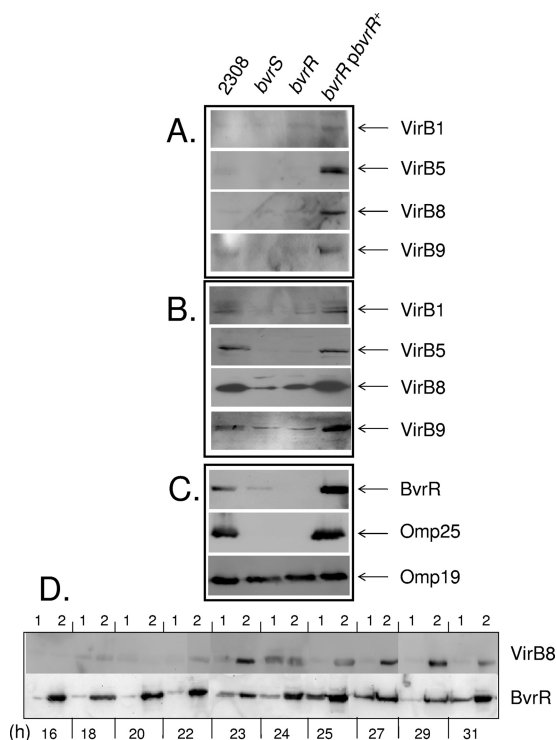 2308 bvrS bvrR bvrR pbvrR+
A.
VirB1
VirB5
VirB8
VirB9
B.
VirB1
VirB5
VirB8
VirB9
C.
BvrR
Omp25
Omp19
D.
1 2 1 2 1 2 1 2 1 2 1 2 1 2 1 2 1 2 1 2
VirB8
BvrR
(h) 16 18 20 22 23 24 25 27 29 31